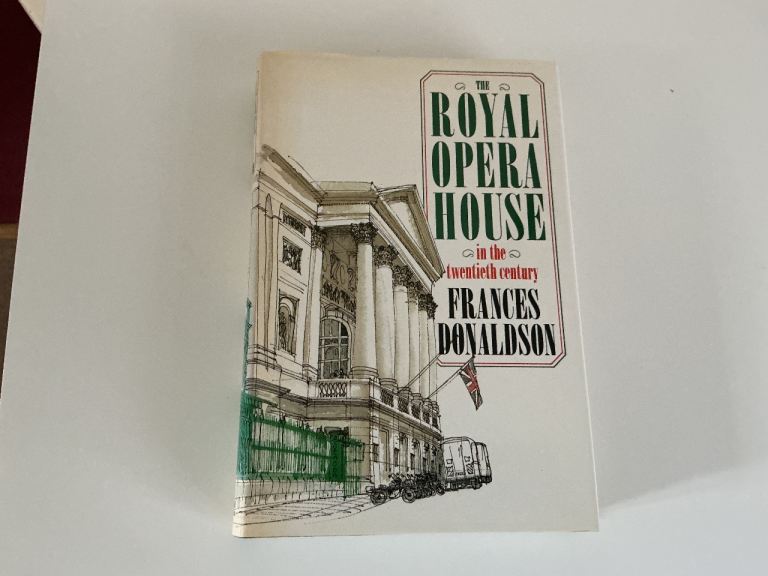 THE
ROYAL
OPERA
HOUSE
in the
twentieth century
FRANCES
DONALDSON